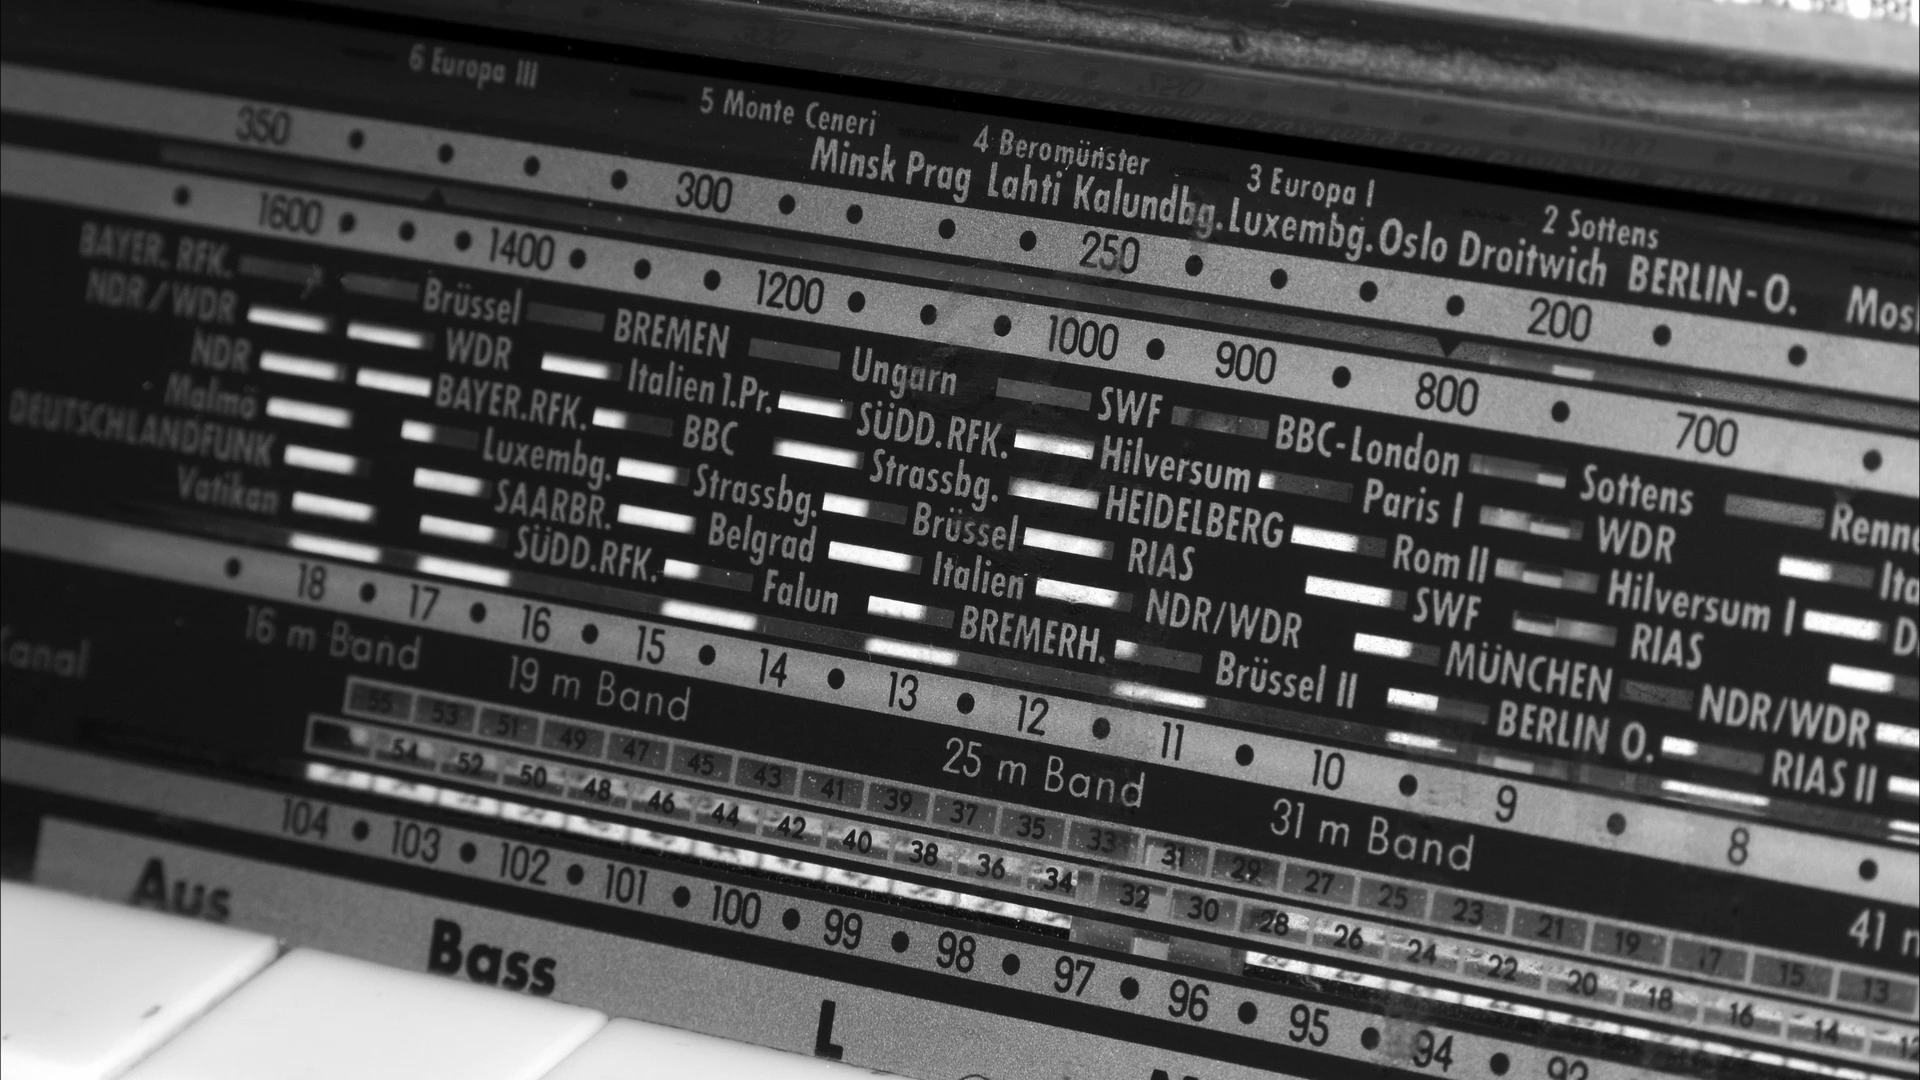 6 Europa III
5 Monte Ceneri
4 Beromünster
3 Europa I
2 Sottens
Minsk Prag Lahti Kalundbg. Luxembg. Oslo Droitwich BERLIN-O.
350 300 250 200
1600 1400 1200 1000 900 800 700
BAYER. RFK. Brüssel BREMEN Ungarn SWF BBC-London Sottens
NDR/WDR WDR Italien 1.Pr. SÜDD.RFK. Hilversum Paris I WDR
NDR BAYER.RFK. BBC Strassbg. HEIDELBERG Rom II Hilversum I
Malmö Luxembg. Strassbg. Brüssel RIAS SWF RIAS
DEUTSCHLANDFUNK SAARBR. Belgrad Italien NDR/WDR MÜNCHEN NDR/WDR
Vatikan SÜDD.RFK. Falun BREMERH. Brüssel II BERLIN O. RIAS II
18 17 16 15 14 13 12 11 10 9 8
16 m Band 19 m Band 25 m Band 31 m Band
55 53 51 49 47 45 43 41 39 37 35 33 31 29 27 25 23 21 19 17 15 13
54 52 50 48 46 44 42 40 38 36 34 32 30 28 26 24 22 20 18 16 14
104 103 102 101 100 99 98 97 96 95 94
Aus Bass L